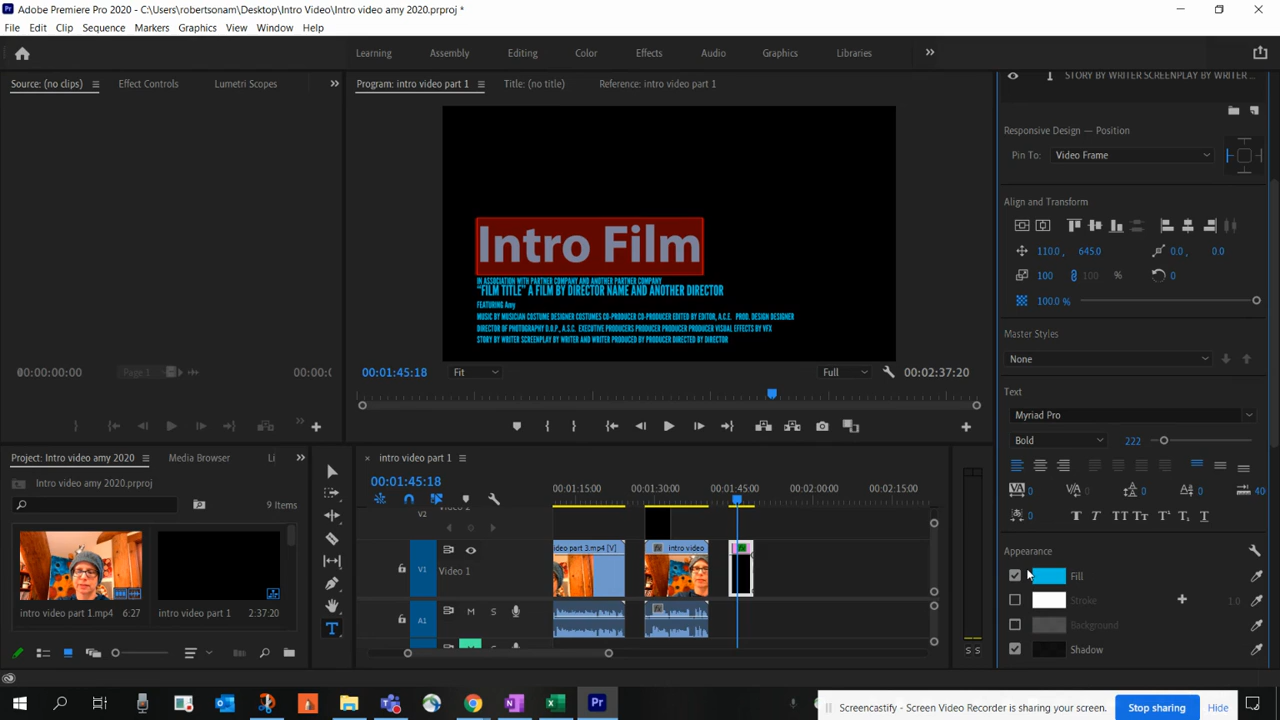 Adobe Premiere Pro 2020 - C:\Users\robertsonam\Desktop\Intro Video\Intro video amy 2020.prproj *
File Edit Clip Sequence Markers Graphics View Window Help
Learning Assembly Editing Color Effects Audio Graphics Libraries
Source: (no clips) Effect Controls Lumetri Scopes
Program: intro video part 1 Title: (no title) Reference: intro video part 1
STORY BY WRITER SCREENPLAY BY WRITER ...
Responsive Design — Position
Pin To: Video Frame
Align and Transform
110.0, 645.0 0.0, 0.0
100 100 % 0
100.0 %
Master Styles
None
Text
Myriad Pro
Bold 222
0 0 0 0 40
0
Appearance
Fill
Stroke 1.0
Background
Shadow
Intro Film
IN ASSOCIATION WITH PARTNER COMPANY AND ANOTHER PARTNER COMPANY
"FILM TITLE" A FILM BY DIRECTOR NAME AND ANOTHER DIRECTOR
FEATURING Amy
MUSIC BY MUSICIAN COSTUME DESIGNER COSTUMES CO-PRODUCER CO-PRODUCER EDITED BY EDITOR, A.C.E. PROD. DESIGN DESIGNER
DIRECTOR OF PHOTOGRAPHY D.O.P., A.S.C. EXECUTIVE PRODUCERS PRODUCER PRODUCER PRODUCER VISUAL EFFECTS BY VFX
STORY BY WRITER SCREENPLAY BY WRITER AND WRITER PRODUCED BY PRODUCER DIRECTED BY DIRECTOR
00:00:00:00 Page 1 00:00:0
00:01:45:18 Fit Full 00:02:37:20
Project: Intro video amy 2020 Media Browser Li
Intro video amy 2020.prproj
9 Items
intro video part 1.mp4 6:27
intro video part 1 2:37:20
intro video part 1
00:01:45:18
00:01:15:00 00:01:30:00 00:01:45:00 00:02:00:00 00:02:15:00
V2 Video 2
0
V1 Video 1
ideo part 3.mp4 [V]
intro video
A1 M S
M S
S S
Screencastify - Screen Video Recorder is sharing your screen. Stop sharing Hide